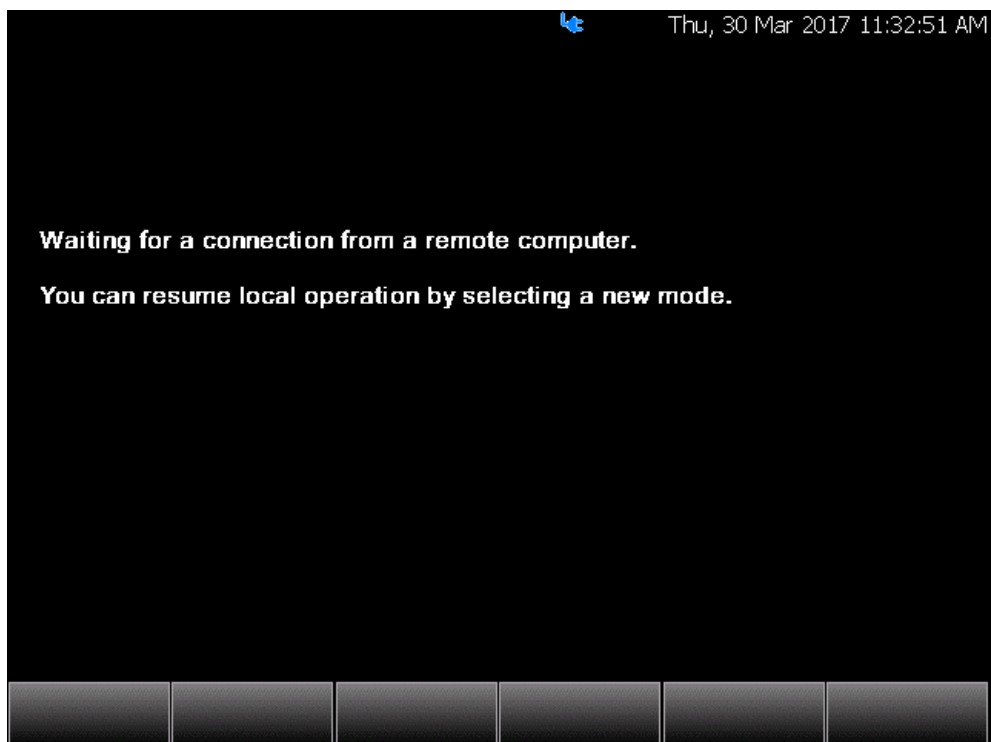 Thu, 30 Mar 2017 11:32:51 AM
Waiting for a connection from a remote computer.
You can resume local operation by selecting a new mode.